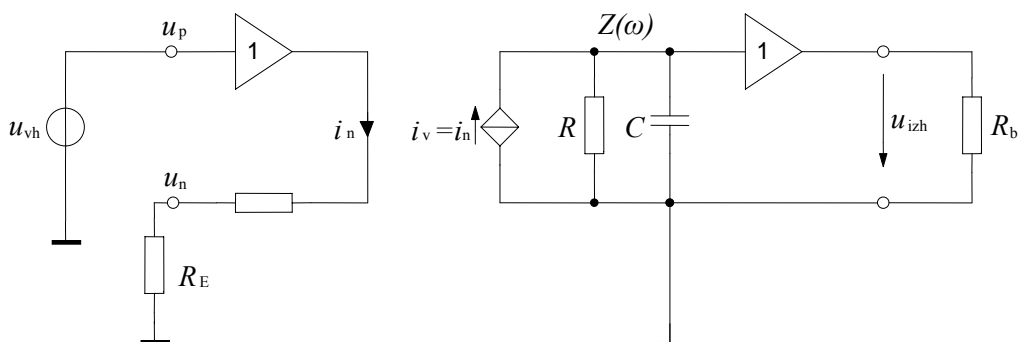 u_p
1
u_vh
i_n
u_n
R_E
Z(ω)
1
i_v = i_n
R
C
u_izh
R_b